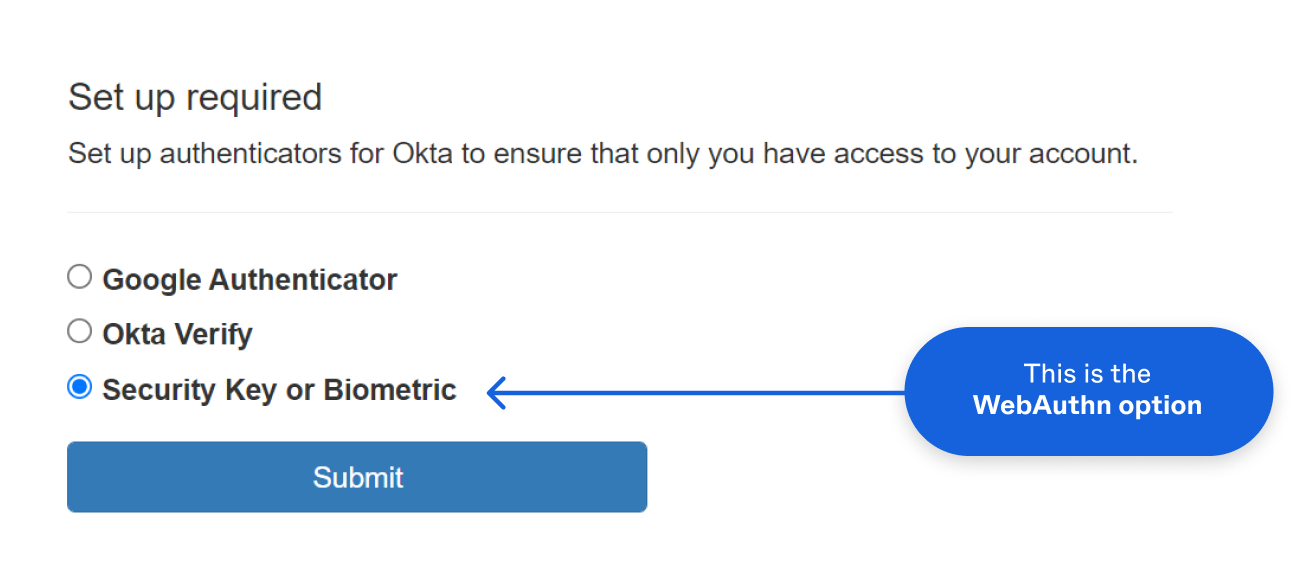 Set up required
Set up authenticators for Okta to ensure that only you have access to your account.
Google Authenticator
Okta Verify
Security Key or Biometric
This is the
WebAuthn option
Submit